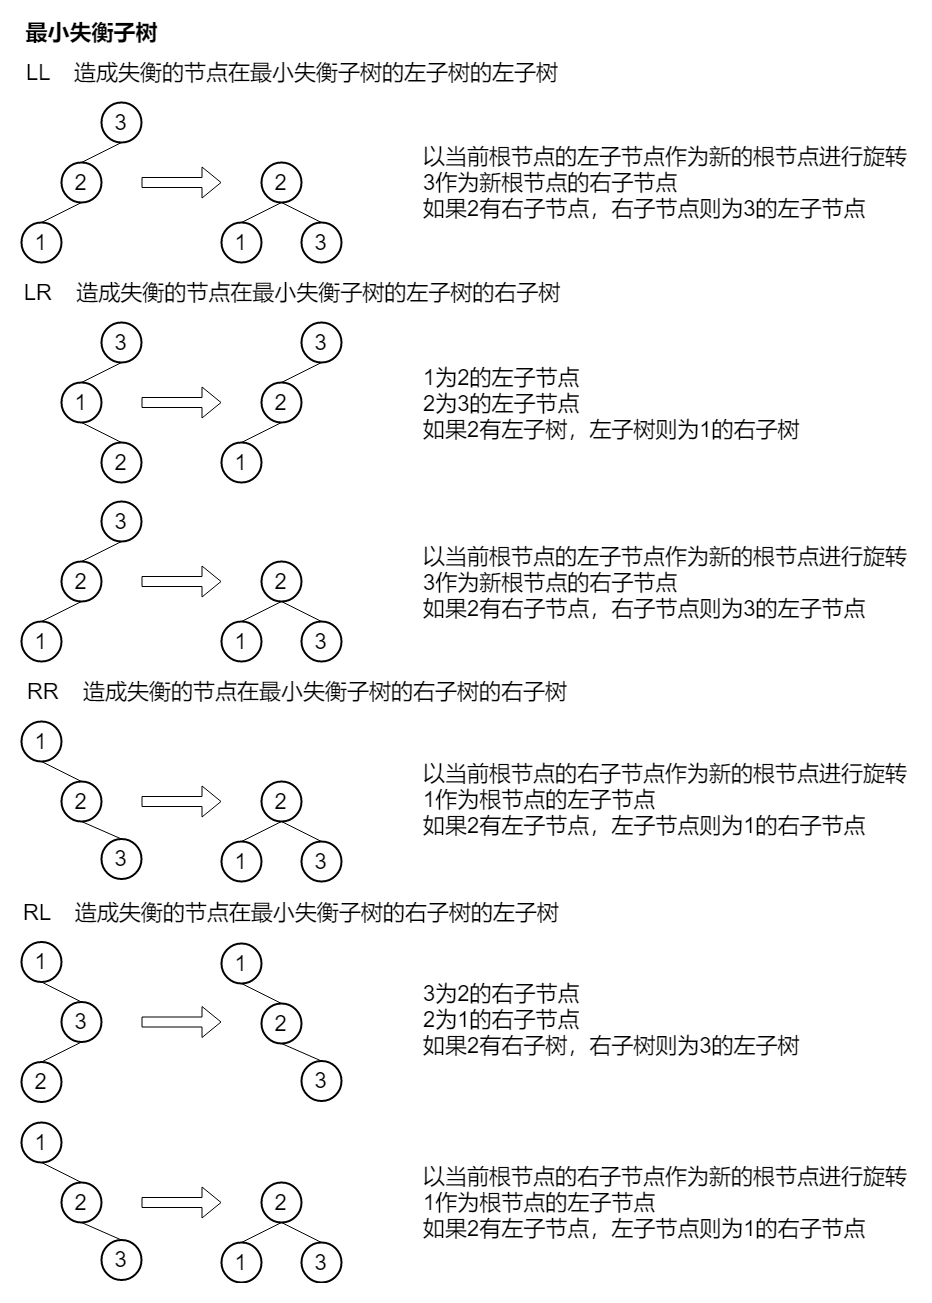 最小失衡子树
LL 造成失衡的节点在最小失衡子树的左子树的左子树
3
2
1
2
1 3
以当前根节点的左子节点作为新的根节点进行旋转
3作为新根节点的右子节点
如果2有右子节点，右子节点则为3的左子节点
LR 造成失衡的节点在最小失衡子树的左子树的右子树
3
1
2
3
2
1
1为2的左子节点
2为3的左子节点
如果2有左子树，左子树则为1的右子树
3
2
1
2
1 3
以当前根节点的左子节点作为新的根节点进行旋转
3作为新根节点的右子节点
如果2有右子节点，右子节点则为3的左子节点
RR 造成失衡的节点在最小失衡子树的右子树的右子树
1
2
3
2
1 3
以当前根节点的右子节点作为新的根节点进行旋转
1作为根节点的左子节点
如果2有左子节点，左子节点则为1的右子节点
RL 造成失衡的节点在最小失衡子树的右子树的左子树
1
3
2
1
2
3
3为2的右子节点
2为1的右子节点
如果2有右子树，右子树则为3的左子树
1
2
3
2
1 3
以当前根节点的右子节点作为新的根节点进行旋转
1作为根节点的左子节点
如果2有左子节点，左子节点则为1的右子节点